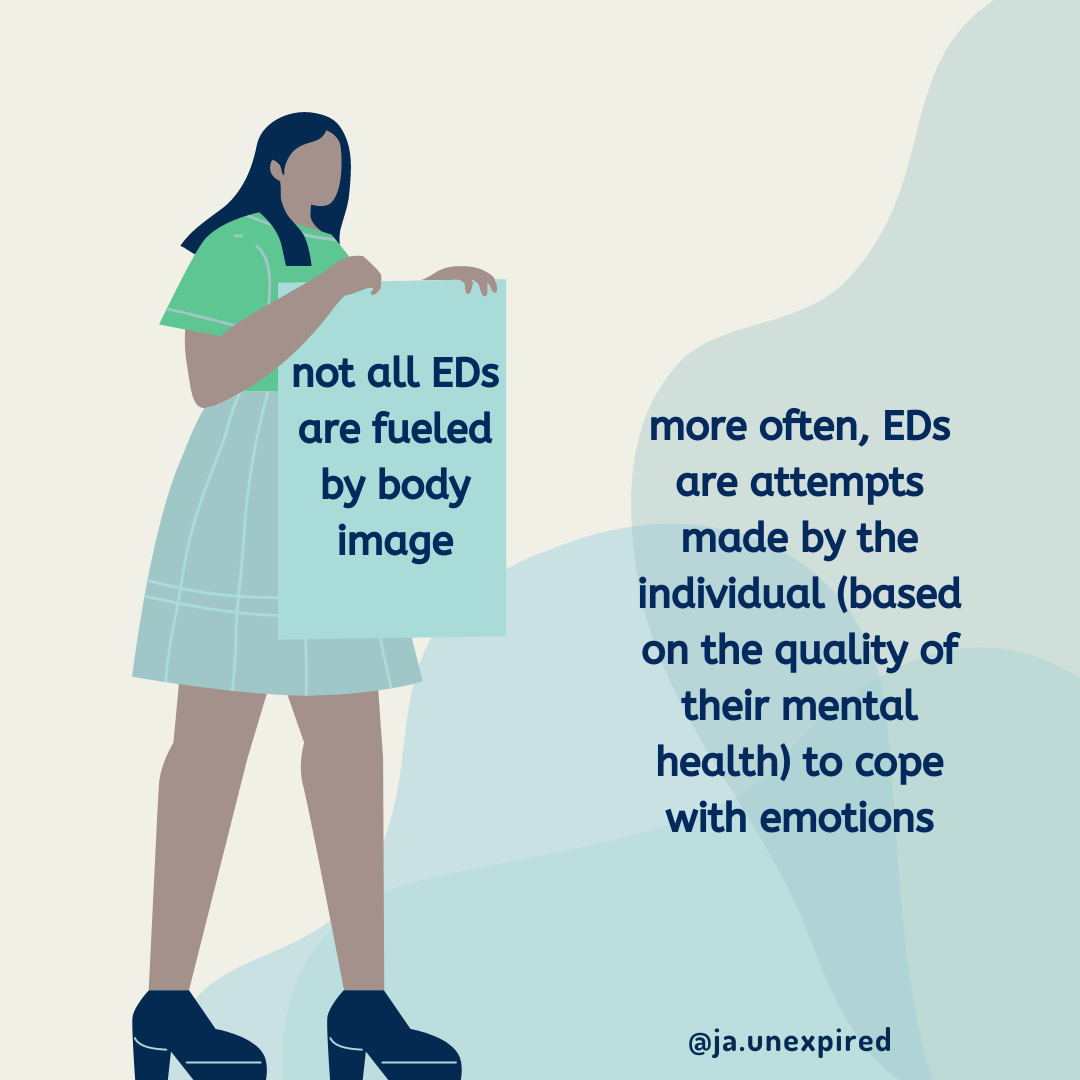 not all EDs
are fueled
by body
image
more often, EDs
are attempts
made by the
individual (based
on the quality of
their mental
health) to cope
with emotions
@ja.unexpired